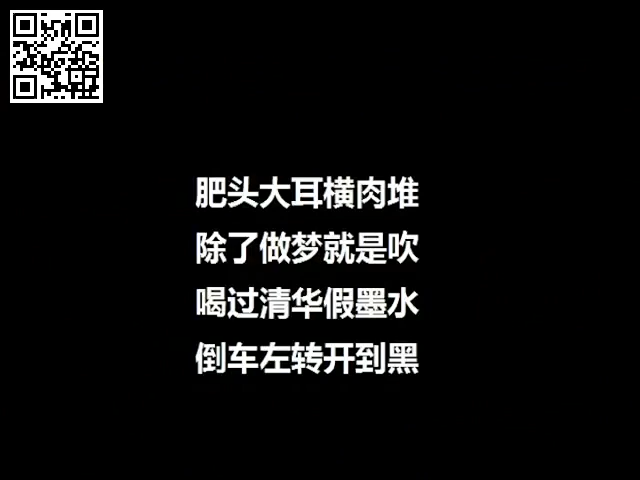 肥头大耳横肉堆
除了做梦就是吹
喝过清华假墨水
倒车左转开到黑